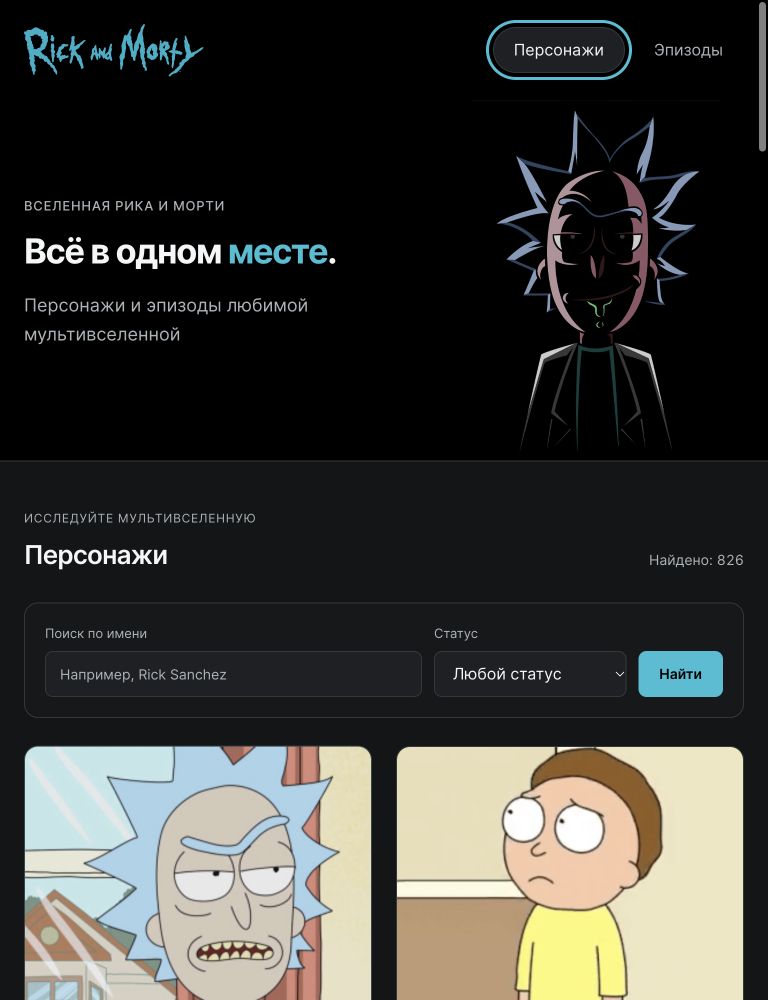 Rick and Morty
Персонажи
Эпизоды
ВСЕЛЕННАЯ РИКА И МОРТИ
Всё в одном месте.
Персонажи и эпизоды любимой
мультивселенной
ИССЛЕДУЙТЕ МУЛЬТИВСЕЛЕННУЮ
Персонажи
Найдено: 826
Поиск по имени
Статус
Например, Rick Sanchez
Любой статус
Найти